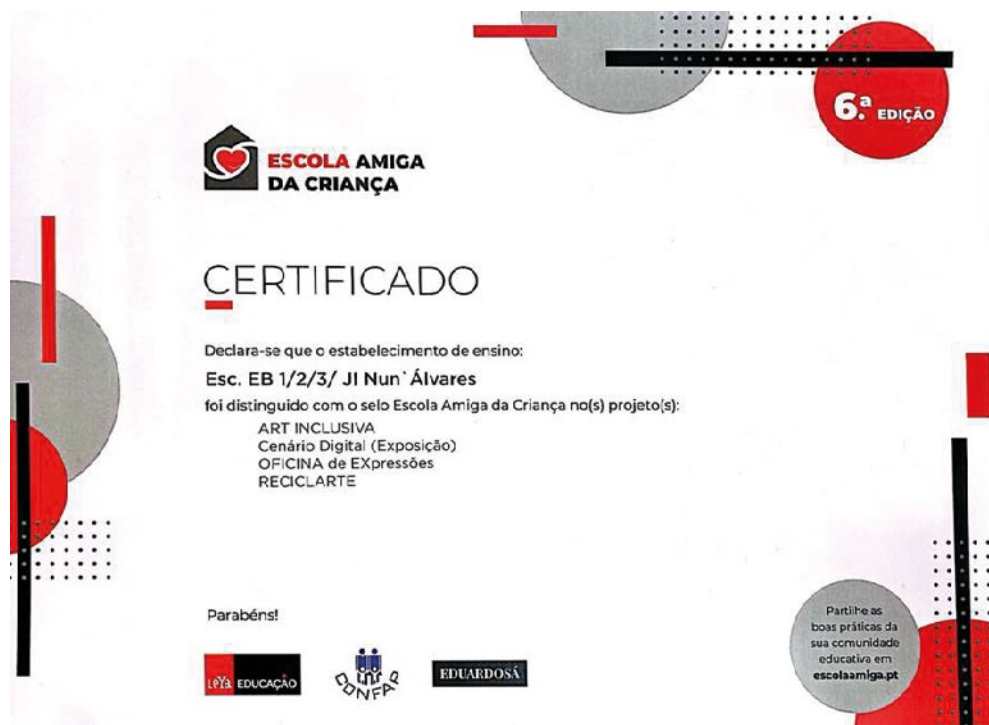 6.ª EDIÇÃO
ESCOLA AMIGA
DA CRIANÇA
CERTIFICADO
Declara-se que o estabelecimento de ensino:
Esc. EB 1/2/3/ JI Nun`Álvares
foi distinguido com o selo Escola Amiga da Criança no(s) projeto(s):
ART INCLUSIVA
Cenário Digital (Exposição)
OFICINA de EXpressões
RECICLARTE
Parabéns!
Partilhe as
boas práticas da
sua comunidade
educativa em
escolaamiga.pt
LeYa EDUCAÇÃO
CONFAP
EDUARDOSÁ